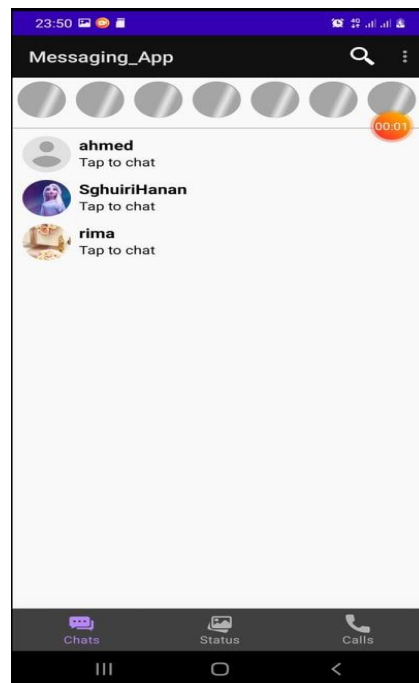 23:50
Messaging_App
00:01
ahmed
Tap to chat
SghuiriHanan
Tap to chat
rima
Tap to chat
Chats Status Calls